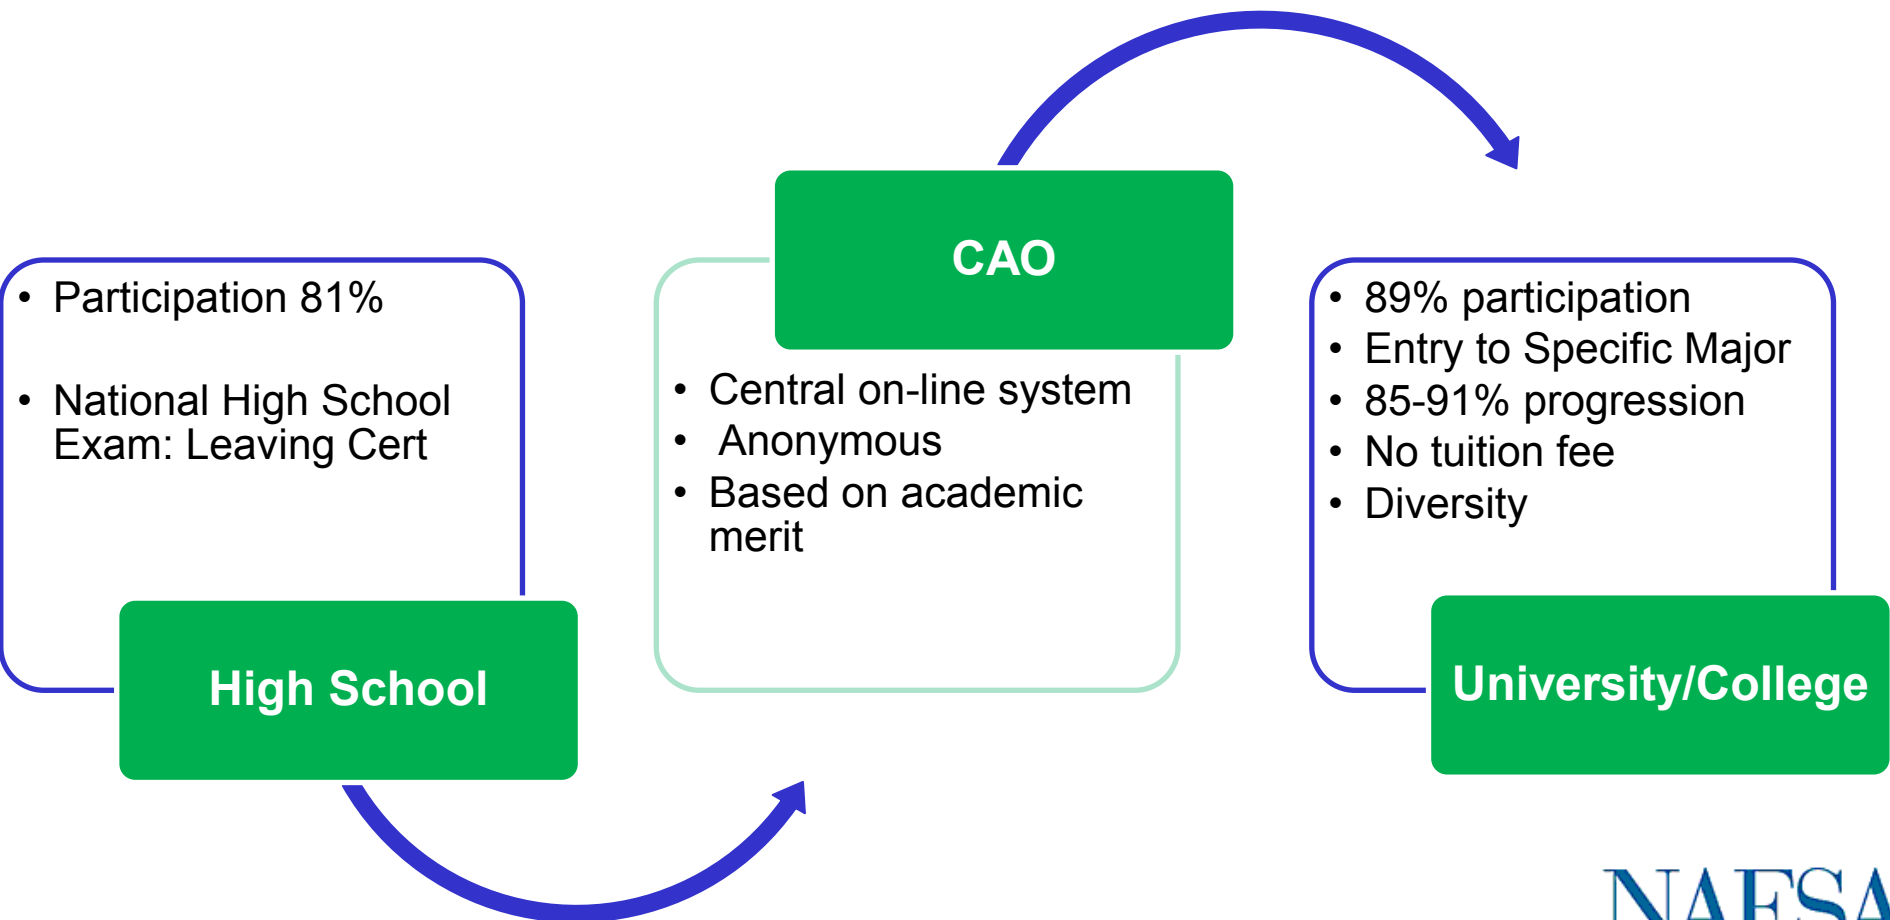 • Participation 81%
• National High School
Exam: Leaving Cert
High School
CAO
• Central on-line system
• Anonymous
• Based on academic
merit
• 89% participation
• Entry to Specific Major
• 85-91% progression
• No tuition fee
• Diversity
University/College
NAFSA